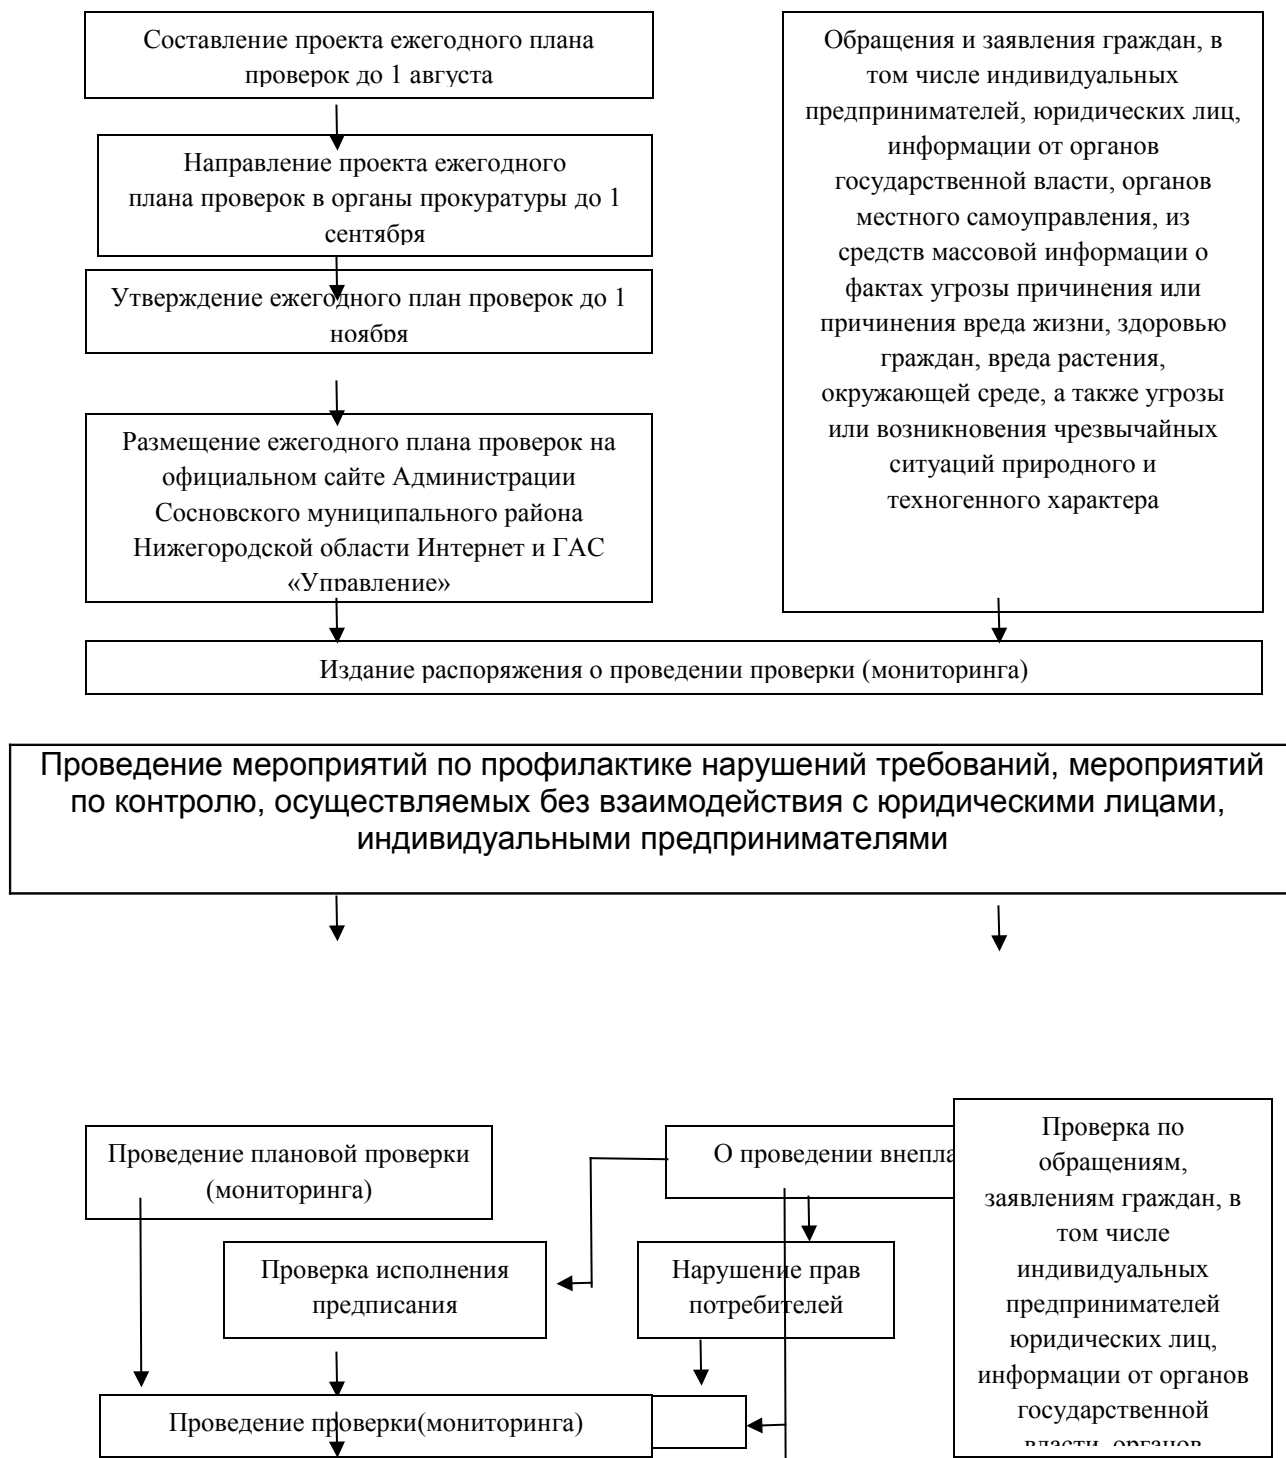 Составление проекта ежегодного плана
проверок до 1 августа
Направление проекта ежегодного
плана проверок в органы прокуратуры до 1
сентября
Утверждение ежегодного план проверок до 1
ноября
Размещение ежегодного плана проверок на
официальном сайте Администрации
Сосновского муниципального района
Нижегородской области Интернет и ГАС
«Управление»
Обращения и заявления граждан, в
том числе индивидуальных
предпринимателей, юридических лиц,
информации от органов
государственной власти, органов
местного самоуправления, из
средств массовой информации о
фактах угрозы причинения или
причинения вреда жизни, здоровью
граждан, вреда растения,
окружающей среде, а также угрозы
или возникновения чрезвычайных
ситуаций природного и
техногенного характера
Издание распоряжения о проведении проверки (мониторинга)
Проведение мероприятий по профилактике нарушений требований, мероприятий
по контролю, осуществляемых без взаимодействия с юридическими лицами,
индивидуальными предпринимателями
Проведение плановой проверки
(мониторинга)
О проведении внепла
Проверка исполнения
предписания
Нарушение прав
потребителей
Проведение проверки(мониторинга)
Проверка по
обращениям,
заявлениям граждан, в
том числе
индивидуальных
предпринимателей
юридических лиц,
информации от органов
государственной
власти, органов